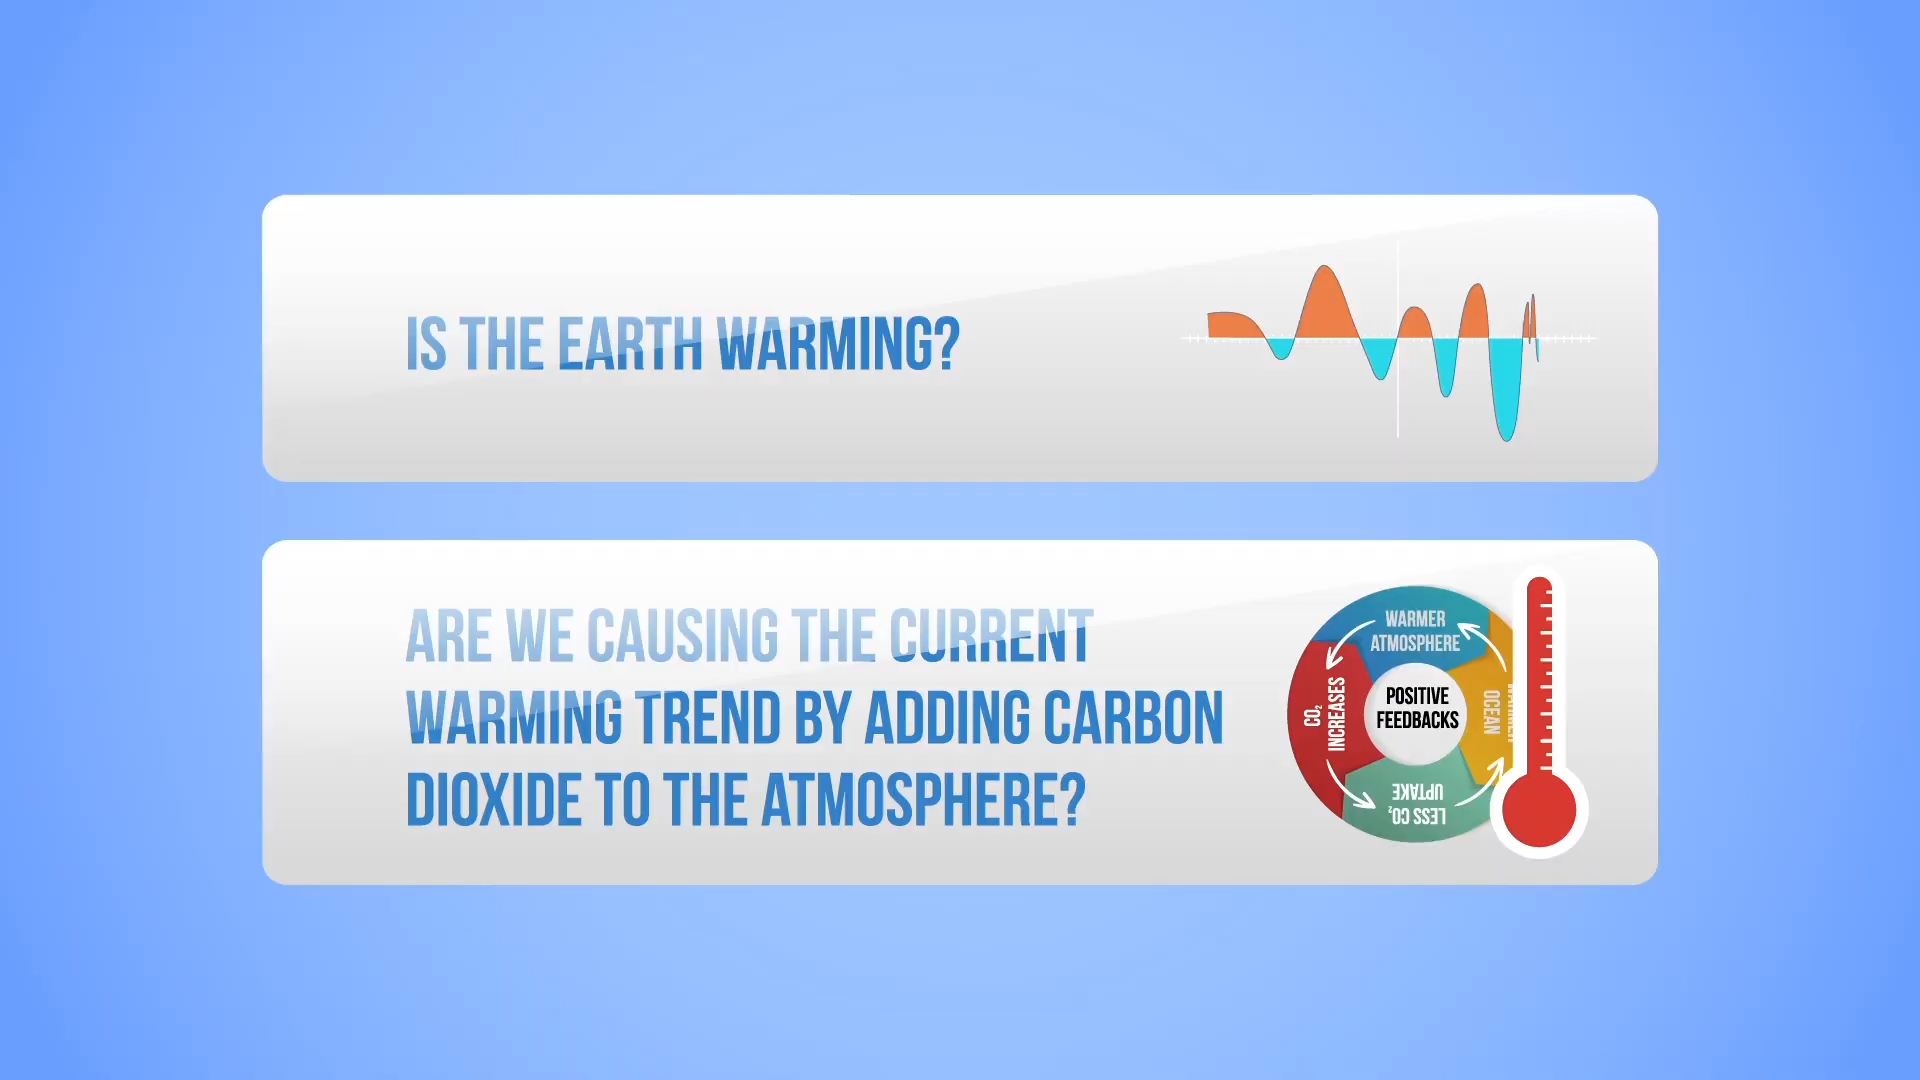 IS THE EARTH WARMING?
ARE WE CAUSING THE CURRENT
WARMING TREND BY ADDING CARBON
DIOXIDE TO THE ATMOSPHERE?
WARMER
ATMOSPHERE
CO₂
INCREASES
POSITIVE
FEEDBACKS
OCEAN
LESS CO₂
UPTAKE